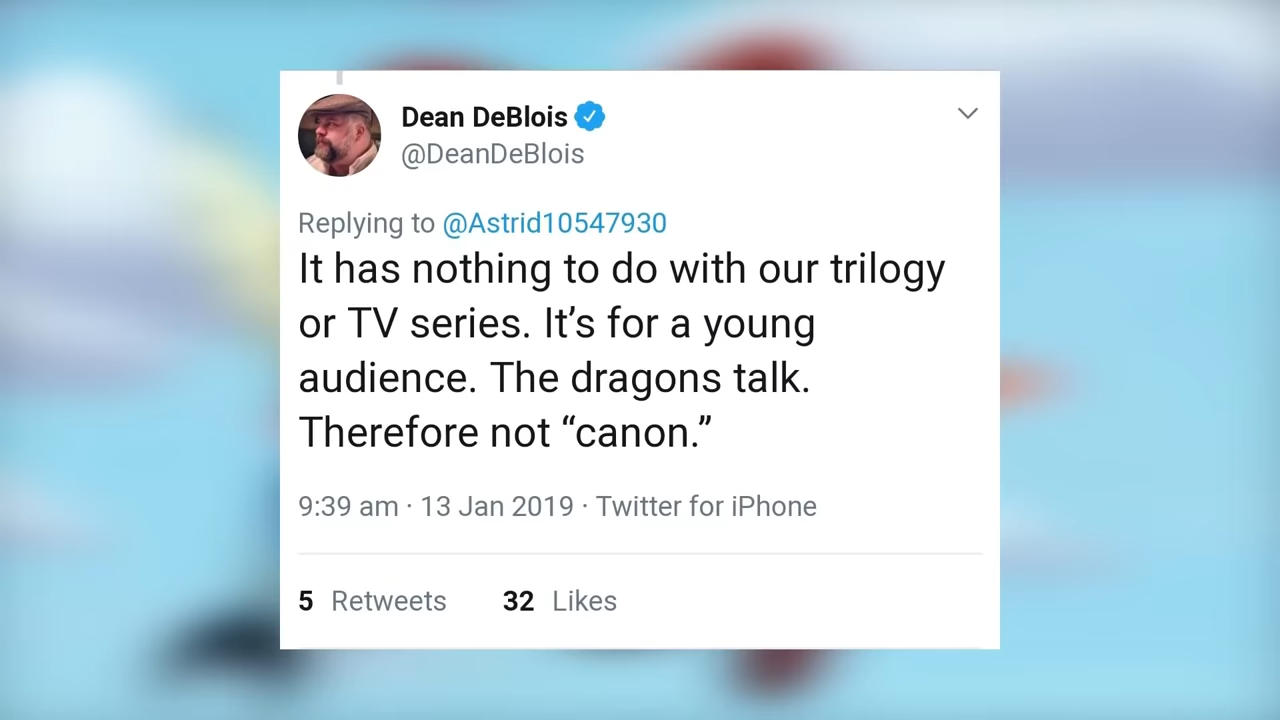 Dean DeBlois
@DeanDeBlois
Replying to @Astrid10547930
It has nothing to do with our trilogy
or TV series. It’s for a young
audience. The dragons talk.
Therefore not “canon.”
9:39 am · 13 Jan 2019 · Twitter for iPhone
5 Retweets 32 Likes